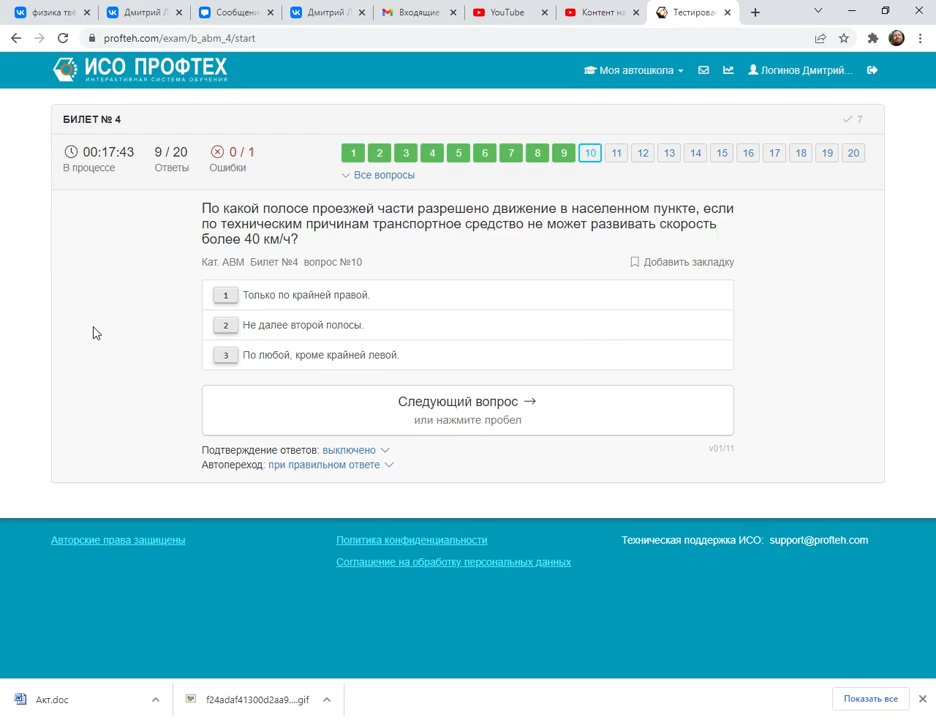 физика тве
Дмитрий Л
Сообщени
Дмитрий Л
Входящие
YouTube
Контент на
Тестирова
profteh.com/exam/b_abm_4/start
ИСО ПРОФТЕХ
ИНТЕРАКТИВНАЯ СИСТЕМА ОБУЧЕНИЯ
Моя автошкола
Логинов Дмитрий...
БИЛЕТ № 4
7
00:17:43
В процессе
9 / 20
Ответы
0 / 1
Ошибки
1 2 3 4 5 6 7 8 9 10 11 12 13 14 15 16 17 18 19 20
Все вопросы
По какой полосе проезжей части разрешено движение в населенном пункте, если
по техническим причинам транспортное средство не может развивать скорость
более 40 км/ч?
Кат. АВМ Билет №4 вопрос №10
Добавить закладку
1 Только по крайней правой.
2 Не далее второй полосы.
3 По любой, кроме крайней левой.
Следующий вопрос →
или нажмите пробел
Подтверждение ответов: выключено
v01/11
Автопереход: при правильном ответе
Авторские права защищены
Политика конфиденциальности
Техническая поддержка ИСО: support@profteh.com
Соглашение на обработку персональных данных
Акт.doc
f24adaf41300d2aa9....gif
Показать все